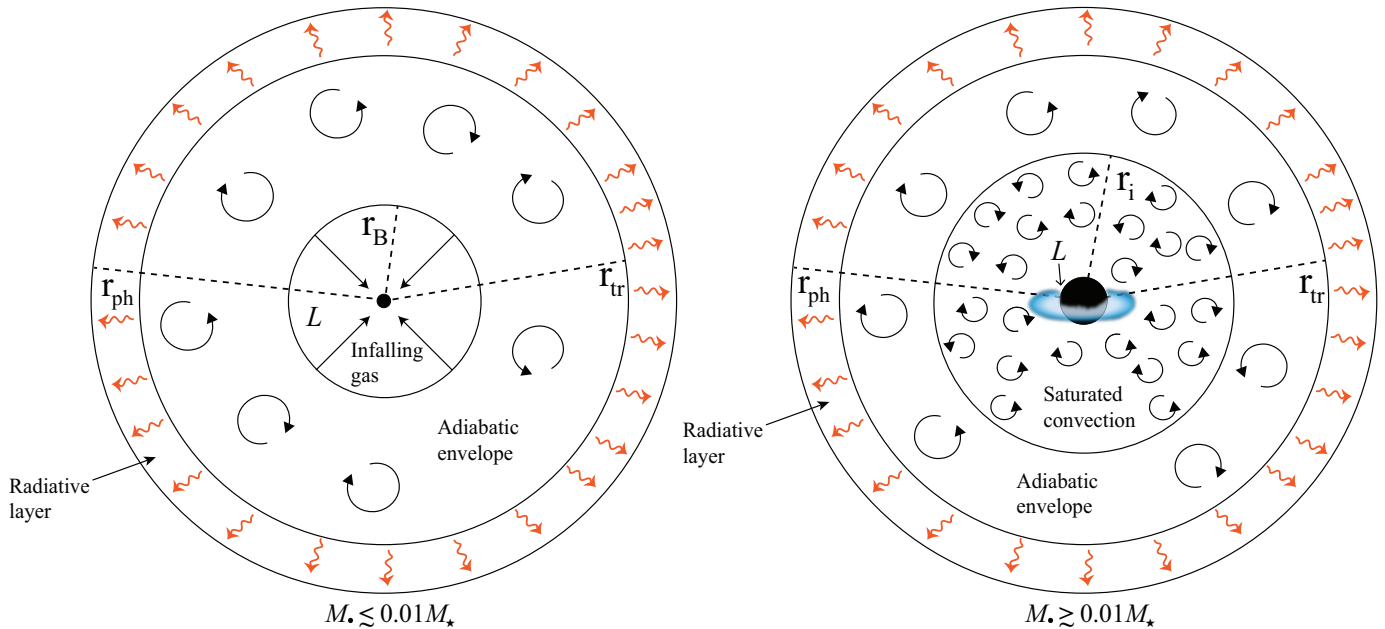 r_B
r_ph
r_tr
L
Infalling
gas
Adiabatic
envelope
Radiative
layer
M_• ≲ 0.01M_⋆
r_i
L
r_ph
r_tr
Saturated
convection
Radiative
layer
Adiabatic
envelope
M_• ≳ 0.01M_⋆